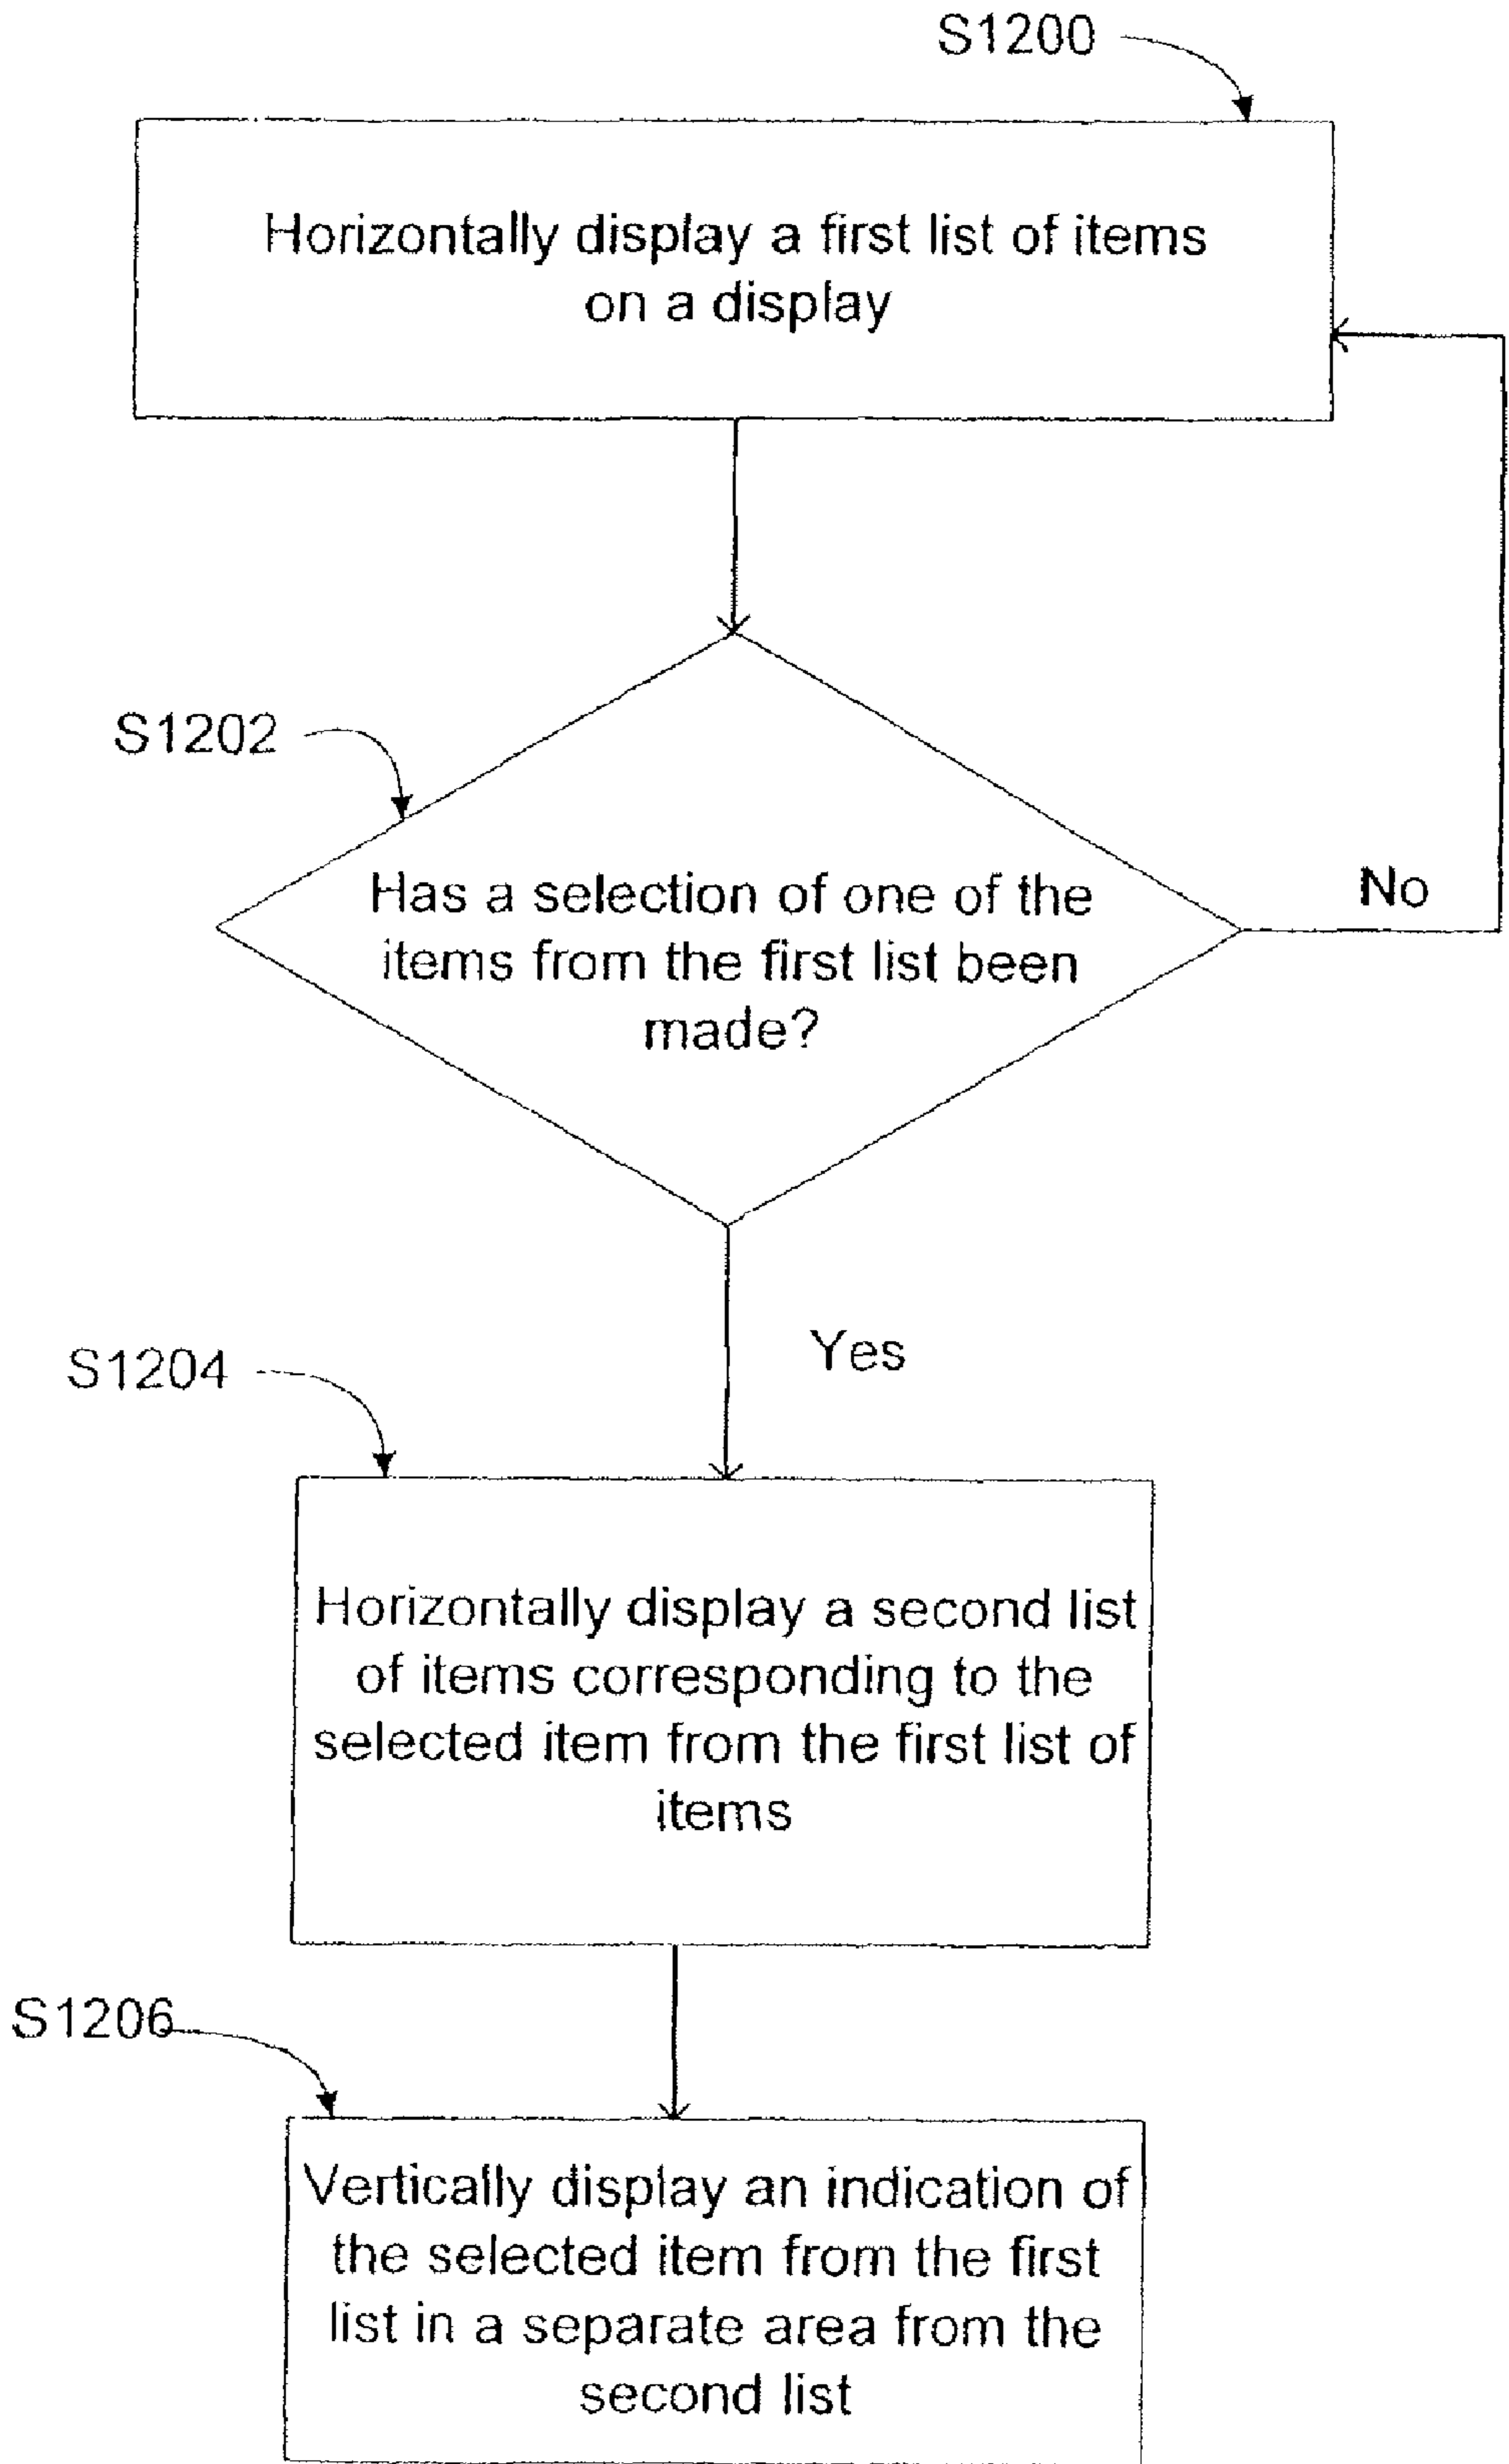 S1200
Horizontally display a first list of items
on a display
S1202
Has a selection of one of the
items from the first list been
made?
No
Yes
S1204
Horizontally display a second list
of items corresponding to the
selected item from the first list of
items
S1206
Vertically display an indication of
the selected item from the first
list in a separate area from the
second list